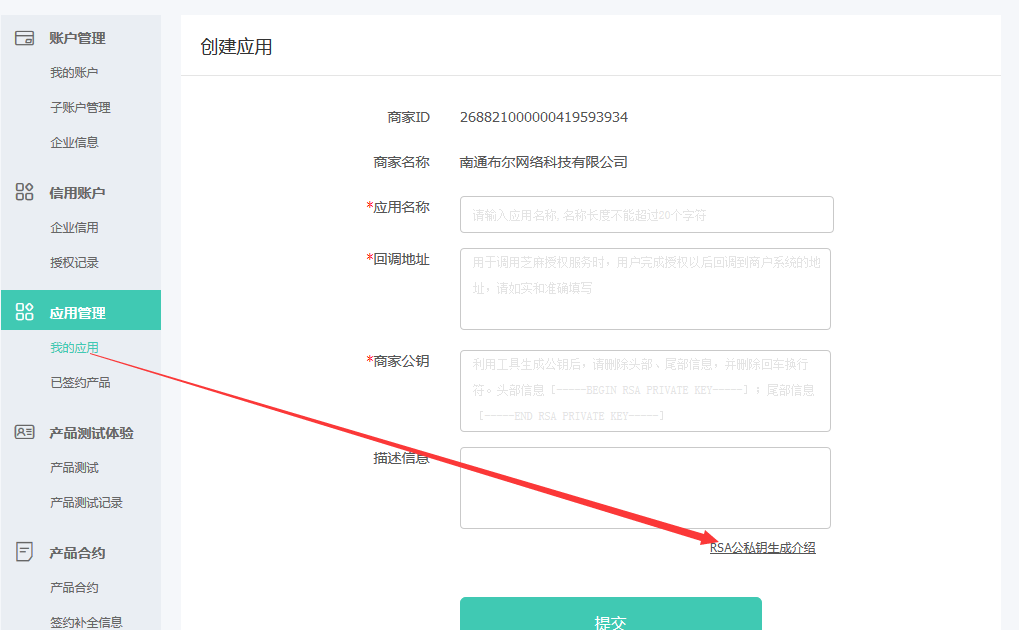 账户管理
我的账户
子账户管理
企业信息
信用账户
企业信用
授权记录
应用管理
我的应用
已签约产品
产品测试体验
产品测试
产品测试记录
产品合约
产品合约
签约补全信息
创建应用
商家ID 268821000000419593934
商家名称 南通布尔网络科技有限公司
*应用名称 请输入应用名称,名称长度不能超过20个字符
*回调地址 用于调用芝麻授权服务时，用户完成授权以后回调到商户系统的地
址，请如实和准确填写
*商家公钥 利用工具生成公钥后，请删除头部、尾部信息，并删除回车换行
符。头部信息[-----BEGIN RSA PRIVATE KEY-----]；尾部信息
[-----END RSA PRIVATE KEY-----]
描述信息
RSA公私钥生成介绍
提交